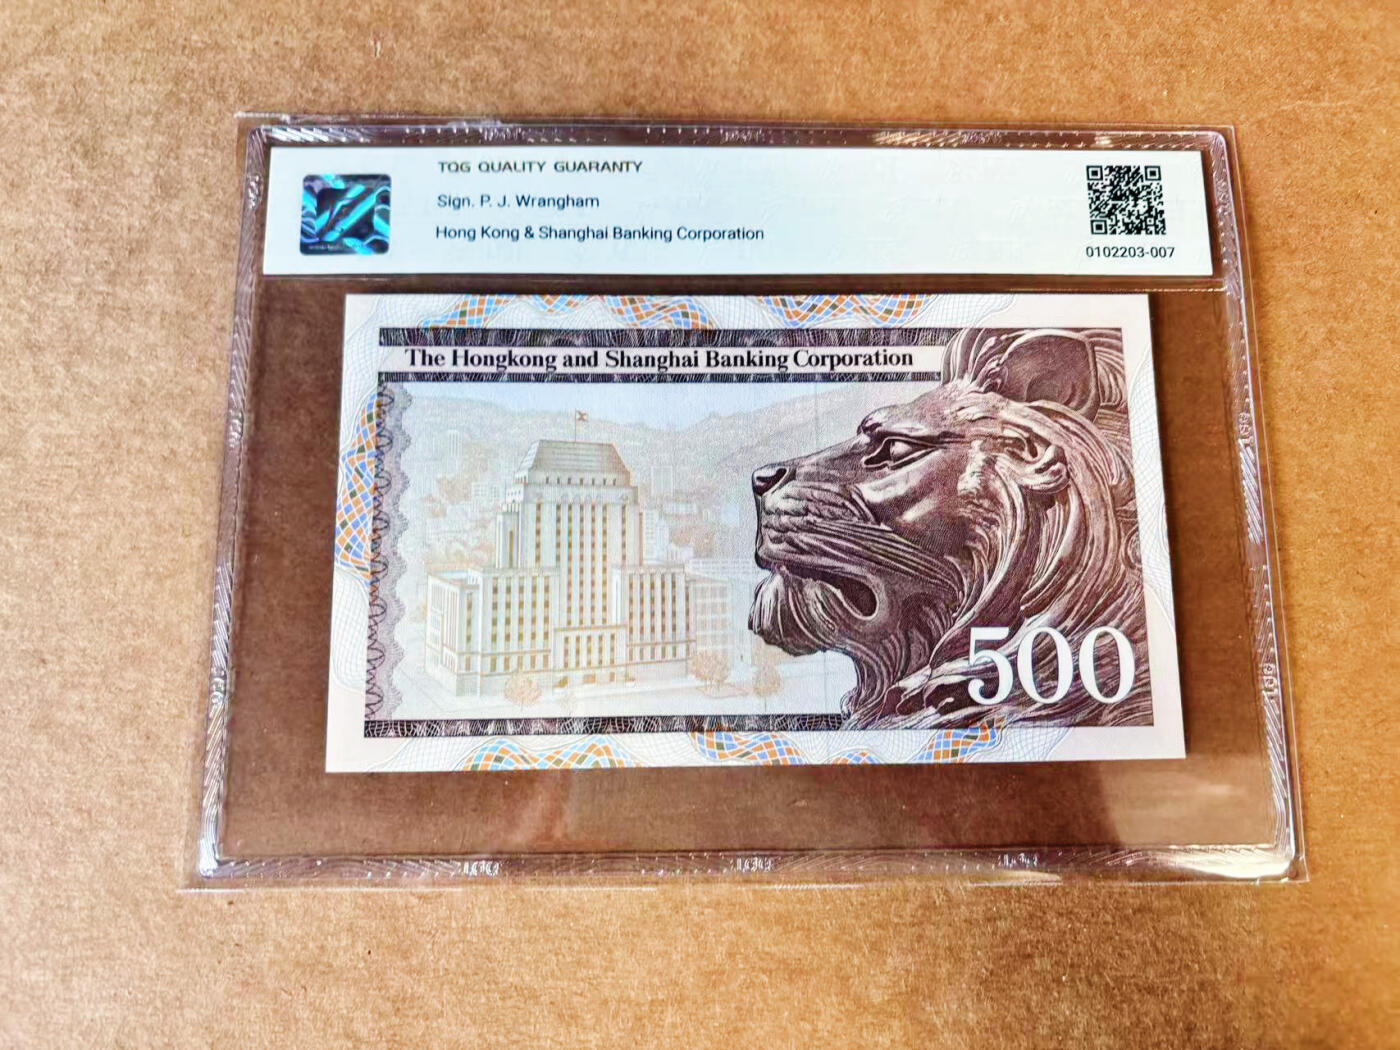 TQG QUALITY GUARANTY
Sign. P. J. Wrangham
Hong Kong & Shanghai Banking Corporation
0102203-007
The Hongkong and Shanghai Banking Corporation
500